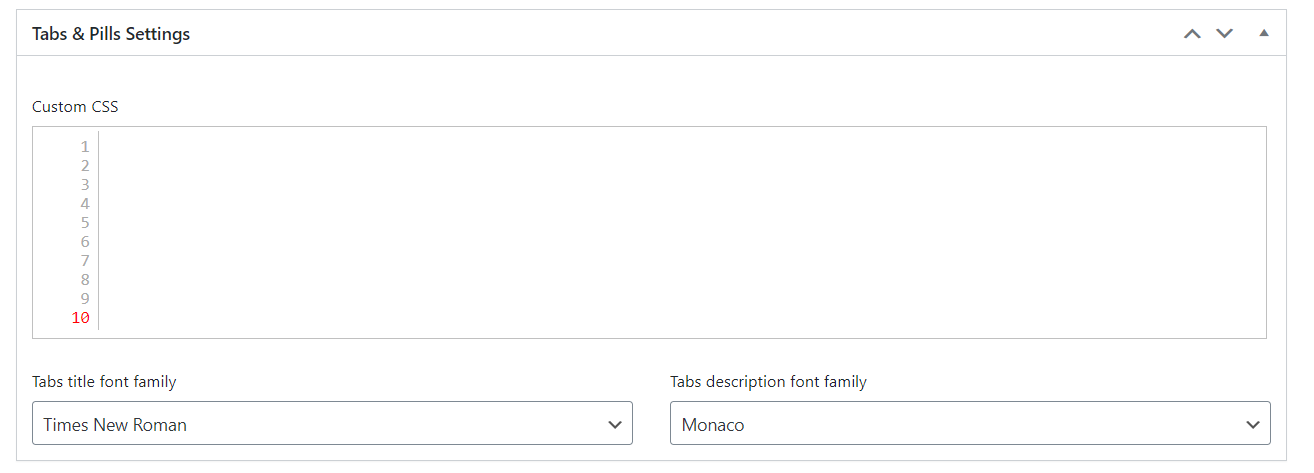 Tabs & Pills Settings
Custom CSS
1
2
3
4
5
6
7
8
9
10
Tabs title font family
Tabs description font family
Times New Roman
Monaco